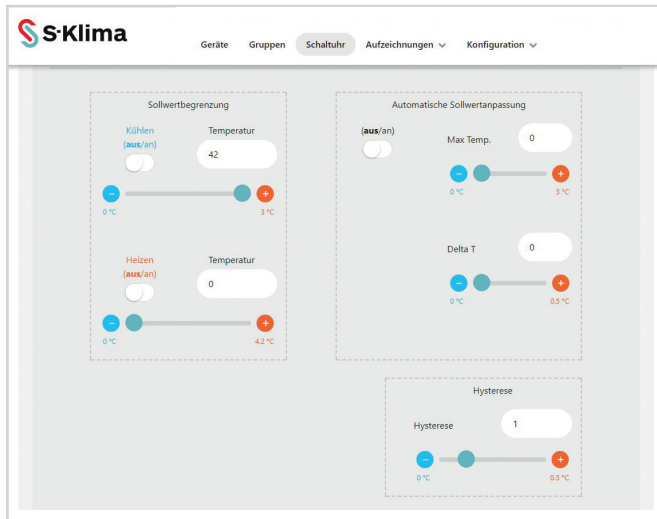 S-Klima
Geräte Gruppen Schaltuhr Aufzeichnungen Konfiguration
Sollwertbegrenzung
Kühlen
(aus/an)
Temperatur
42
0 °C 3 °C
Heizen
(aus/an)
Temperatur
0
0 °C 4.2 °C
Automatische Sollwertanpassung
(aus/an)
Max Temp. 0
0 °C 3 °C
Delta T 0
0 °C 0.5 °C
Hysterese
Hysterese 1
0 °C 0.5 °C